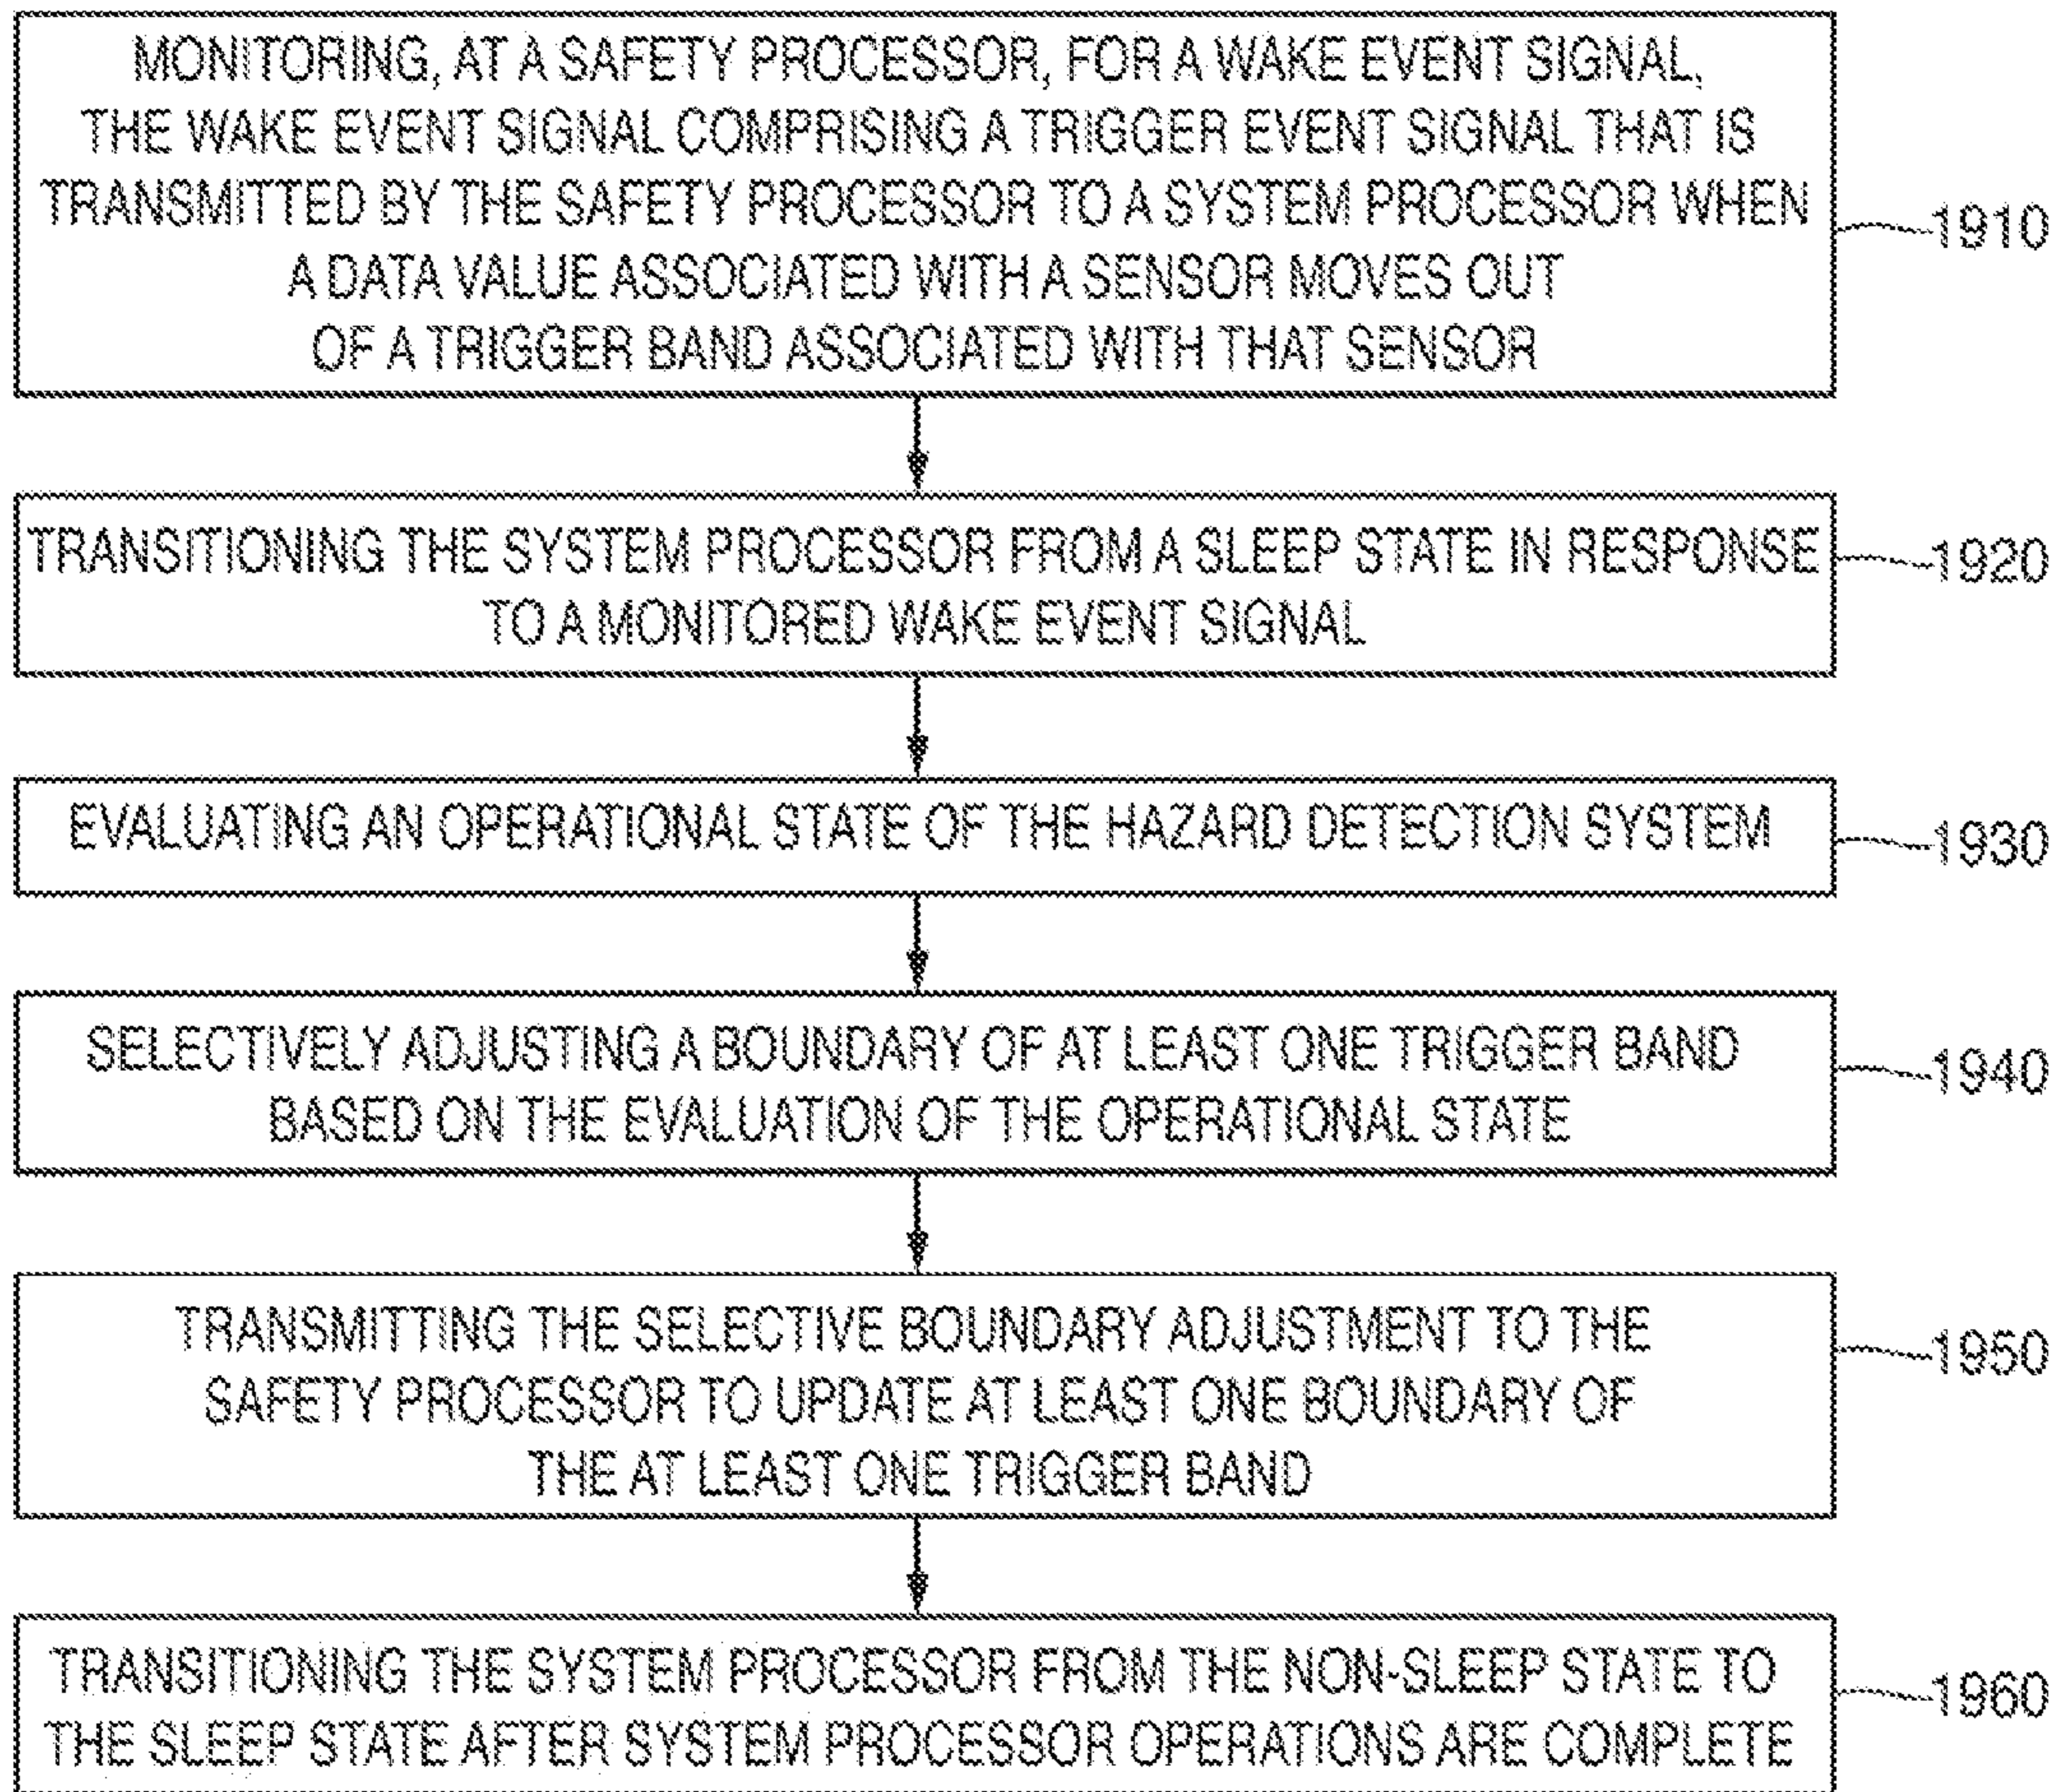 MONITORING, AT A SAFETY PROCESSOR, FOR A WAKE EVENT SIGNAL,
THE WAKE EVENT SIGNAL COMPRISING A TRIGGER EVENT SIGNAL THAT IS
TRANSMITTED BY THE SAFETY PROCESSOR TO A SYSTEM PROCESSOR WHEN
A DATA VALUE ASSOCIATED WITH A SENSOR MOVES OUT
OF A TRIGGER BAND ASSOCIATED WITH THAT SENSOR
1910
TRANSITIONING THE SYSTEM PROCESSOR FROM A SLEEP STATE IN RESPONSE
TO A MONITORED WAKE EVENT SIGNAL
1920
EVALUATING AN OPERATIONAL STATE OF THE HAZARD DETECTION SYSTEM
1930
SELECTIVELY ADJUSTING A BOUNDARY OF AT LEAST ONE TRIGGER BAND
BASED ON THE EVALUATION OF THE OPERATIONAL STATE
1940
TRANSMITTING THE SELECTIVE BOUNDARY ADJUSTMENT TO THE
SAFETY PROCESSOR TO UPDATE AT LEAST ONE BOUNDARY OF
THE AT LEAST ONE TRIGGER BAND
1950
TRANSITIONING THE SYSTEM PROCESSOR FROM THE NON-SLEEP STATE TO
THE SLEEP STATE AFTER SYSTEM PROCESSOR OPERATIONS ARE COMPLETE
1960